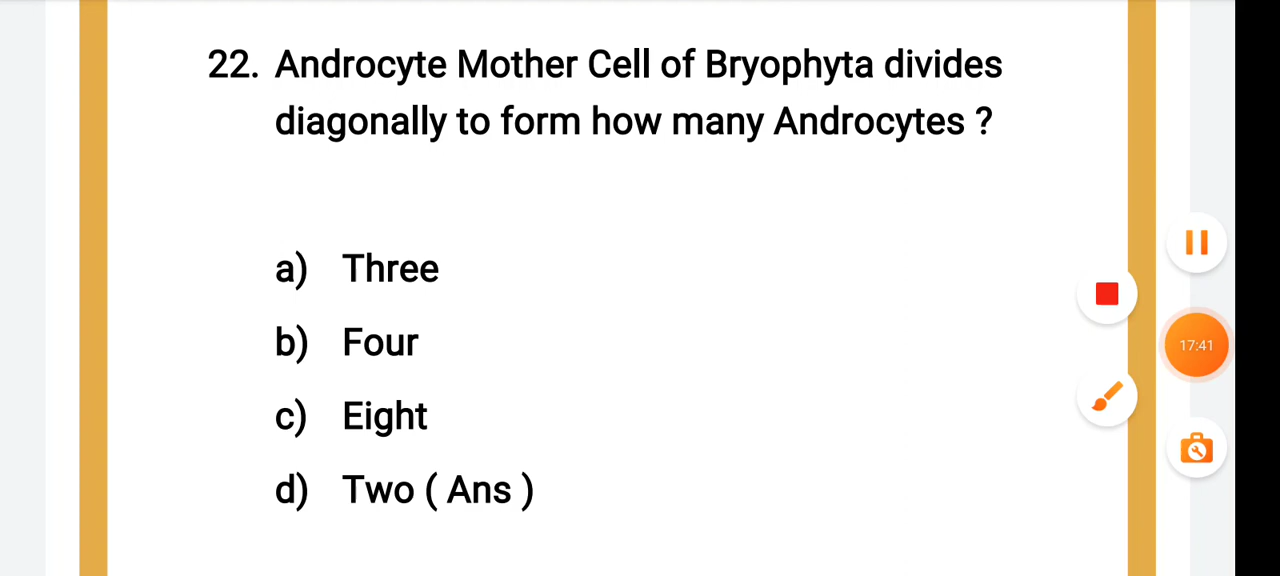 22. Androcyte Mother Cell of Bryophyta divides
diagonally to form how many Androcytes ?
a) Three
b) Four
c) Eight
d) Two ( Ans )
17:41